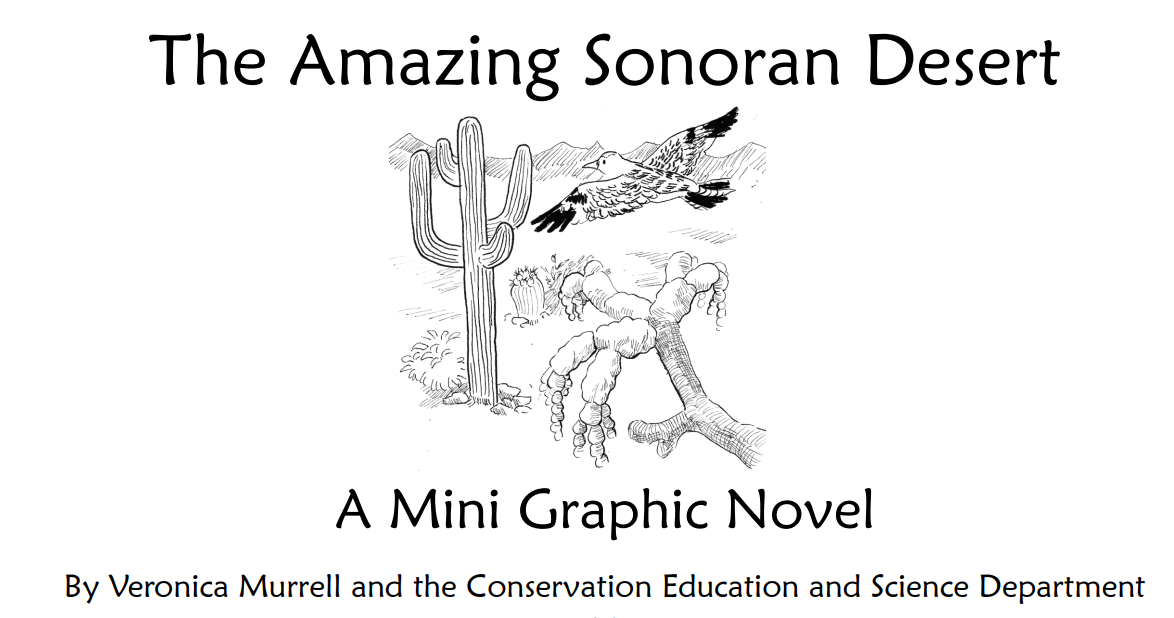 The Amazing Sonoran Desert
A Mini Graphic Novel
By Veronica Murrell and the Conservation Education and Science Department